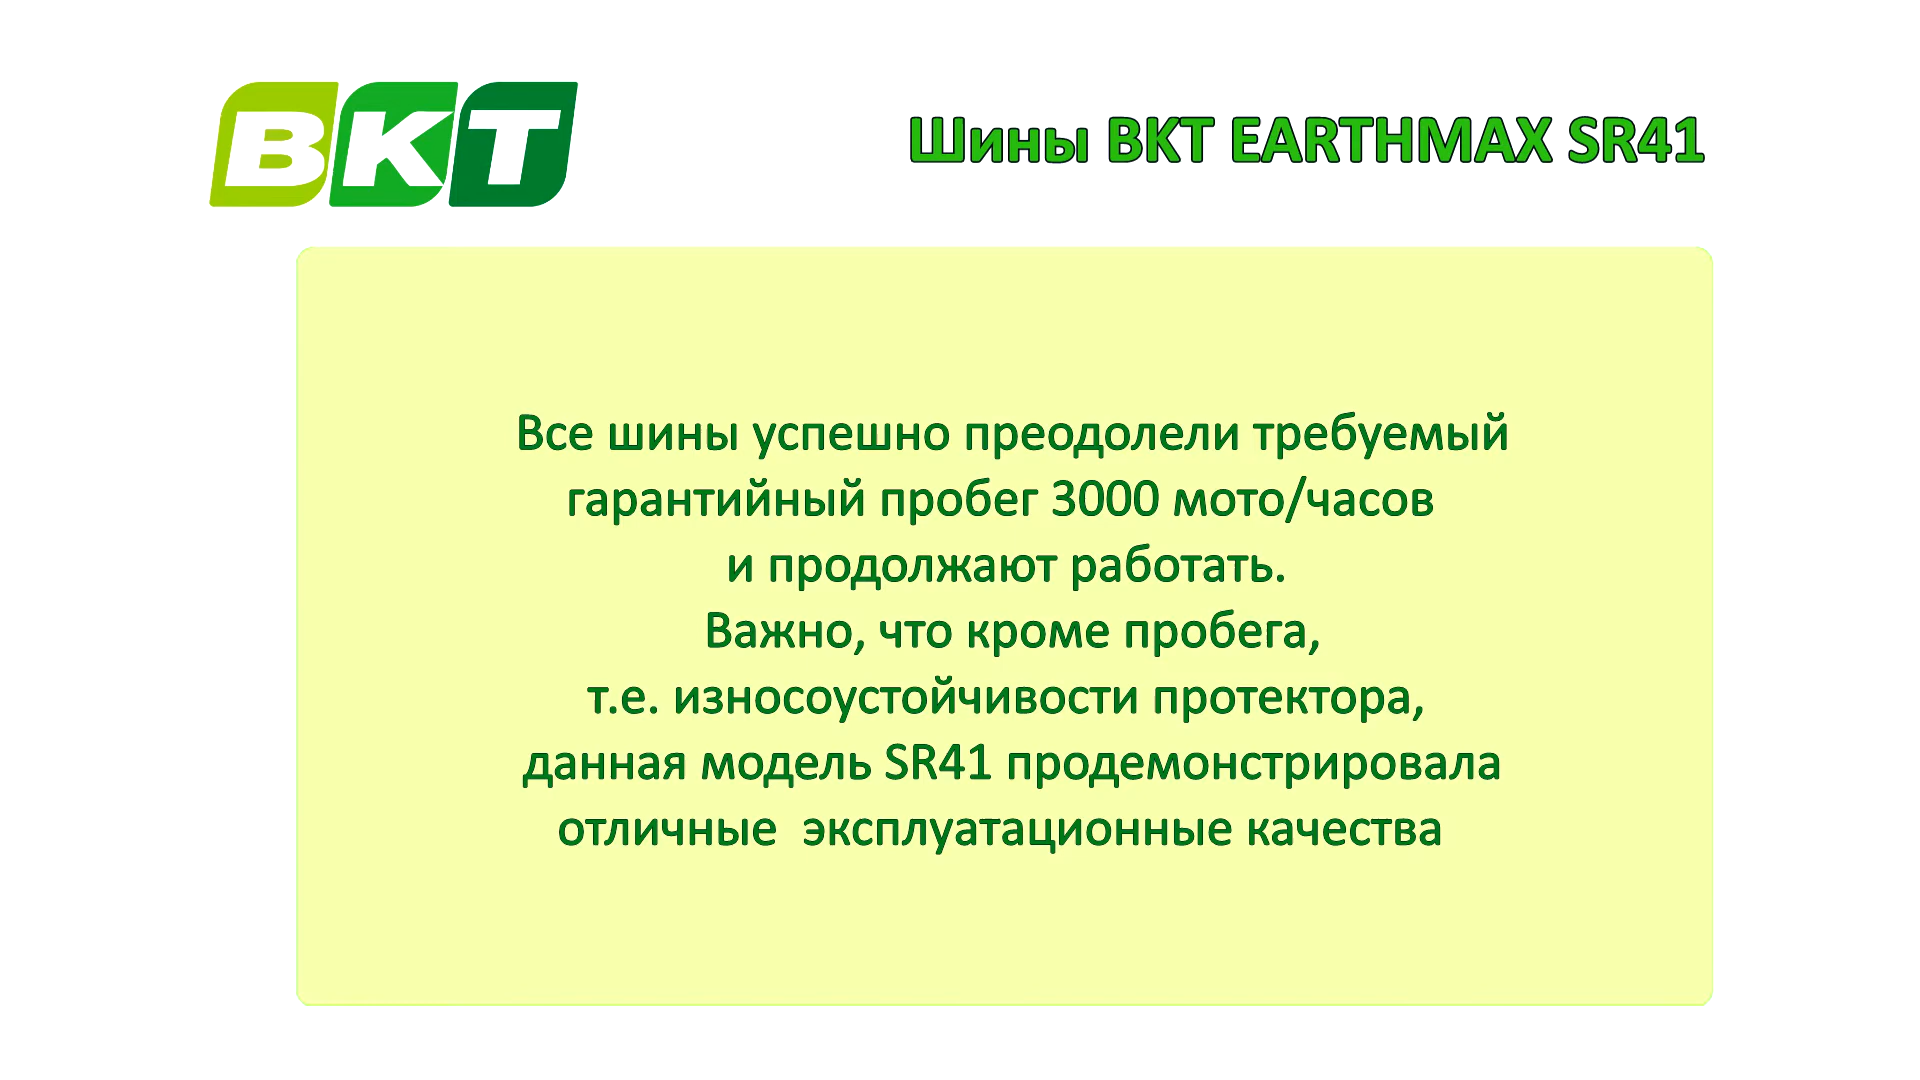 BKT
Шины BKT EARTHMAX SR41
Все шины успешно преодолели требуемый
гарантийный пробег 3000 мото/часов
и продолжают работать.
Важно, что кроме пробега,
т.е. износоустойчивости протектора,
данная модель SR41 продемонстрировала
отличные  эксплуатационные качества